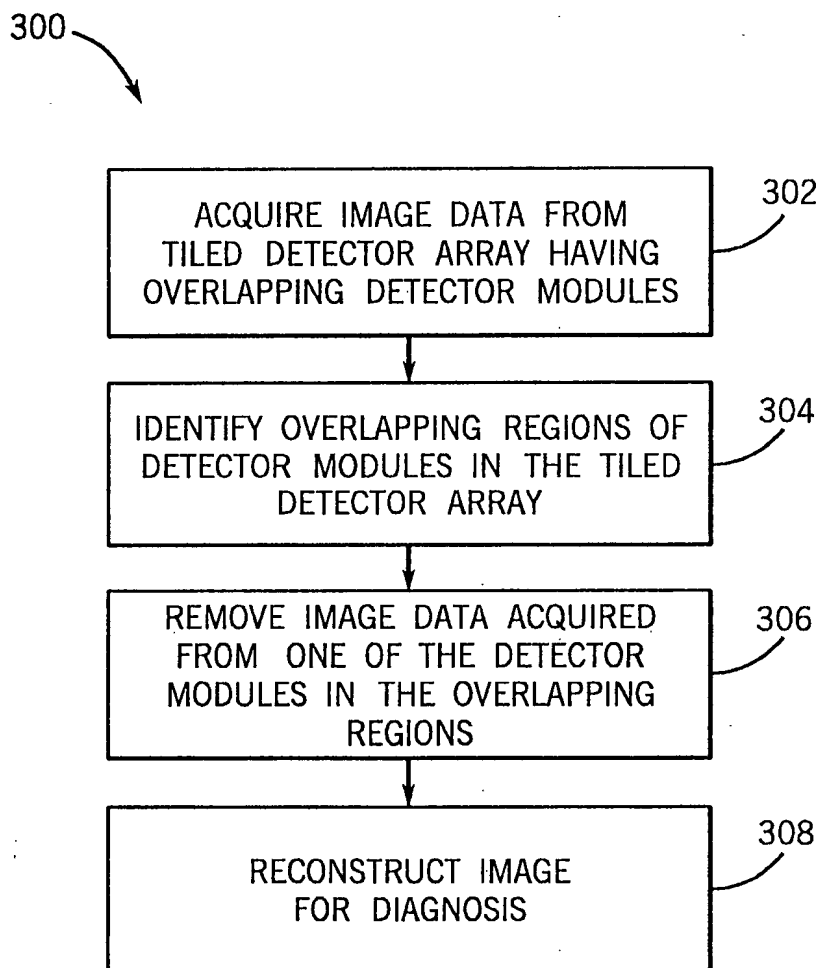 300
302
ACQUIRE IMAGE DATA FROM
TILED DETECTOR ARRAY HAVING
OVERLAPPING DETECTOR MODULES
304
IDENTIFY OVERLAPPING REGIONS OF
DETECTOR MODULES IN THE TILED
DETECTOR ARRAY
306
REMOVE IMAGE DATA ACQUIRED
FROM ONE OF THE DETECTOR
MODULES IN THE OVERLAPPING
REGIONS
308
RECONSTRUCT IMAGE
FOR DIAGNOSIS